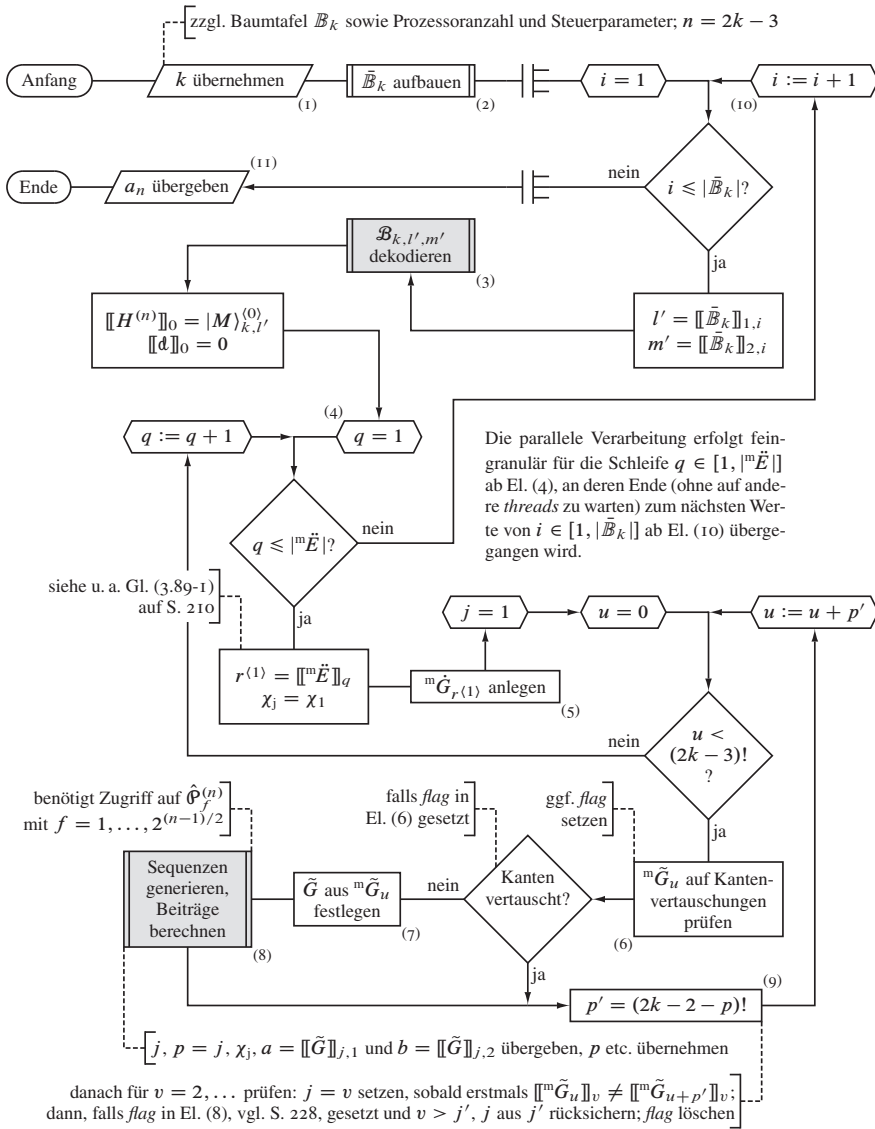 zzgl. Baumtafel 𝔹_k sowie Prozessoranzahl und Steuerparameter; n = 2k − 3
Anfang
k übernehmen
(1)
𝔹̄_k aufbauen
(2)
i = 1
(10)
i := i + 1
Ende
a_n übergeben
(11)
nein
i ⩽ |𝔹̄_k|?
ja
𝓑_{k,l′,m′}
dekodieren
(3)
l′ = ⟦𝔹̄_k⟧_{1,i}
m′ = ⟦𝔹̄_k⟧_{2,i}
⟦H^{(n)}⟧_0 = |M⟩^{⟨0⟩}_{k,l′}
⟦𝕕⟧_0 = 0
q := q + 1
(4)
q = 1
Die parallele Verarbeitung erfolgt fein-
granulär für die Schleife q ∈ [1, |ᵐË|]
ab El. (4), an deren Ende (ohne auf ande-
re threads zu warten) zum nächsten Wer-
te von i ∈ [1, |𝔹̄_k|] ab El. (10) überge-
gangen wird.
q ⩽ |ᵐË|?
nein
ja
siehe u. a. Gl. (3.89-1)
auf S. 210
r^{⟨1⟩} = ⟦ᵐË⟧_q
χ_j = χ_1
ᵐĠ_{r⟨1⟩} anlegen
(5)
j = 1
u = 0
u := u + p′
nein
u <
(2k − 3)!
?
ja
benötigt Zugriff auf 𝒫̂_f^{(n)}
mit f = 1, . . . , 2^{(n−1)/2}
falls flag in
El. (6) gesetzt
ggf. flag
setzen
Sequenzen
generieren,
Beiträge
berechnen
(8)
G̃ aus ᵐG̃_u
festlegen
(7)
nein
Kanten
vertauscht?
ja
ᵐG̃_u auf Kanten-
vertauschungen
prüfen
(6)
p′ = (2k − 2 − p)!
(9)
j, p = j, χ_j, a = ⟦G̃⟧_{j,1} und b = ⟦G̃⟧_{j,2} übergeben, p etc. übernehmen
danach für v = 2, . . . prüfen: j = v setzen, sobald erstmals ⟦ᵐG̃_u⟧_v ≠ ⟦ᵐG̃_{u+p′}⟧_v;
dann, falls flag in El. (8), vgl. S. 228, gesetzt und v > j′, j aus j′ rücksichern; flag löschen